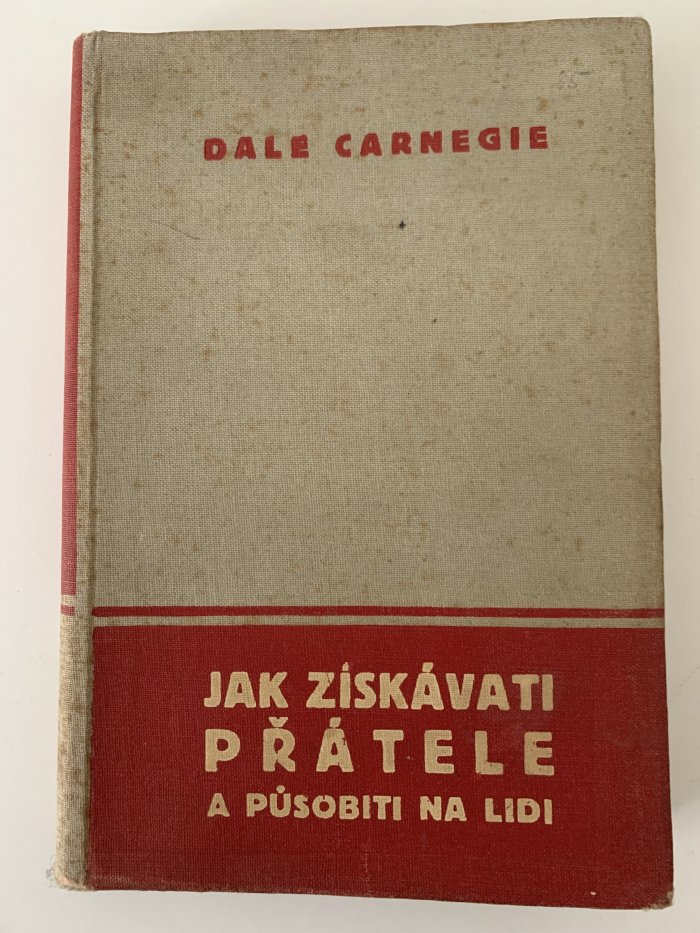 DALE CARNEGIE
JAK ZÍSKÁVATI
PŘÁTELE
A PŮSOBITI NA LIDI